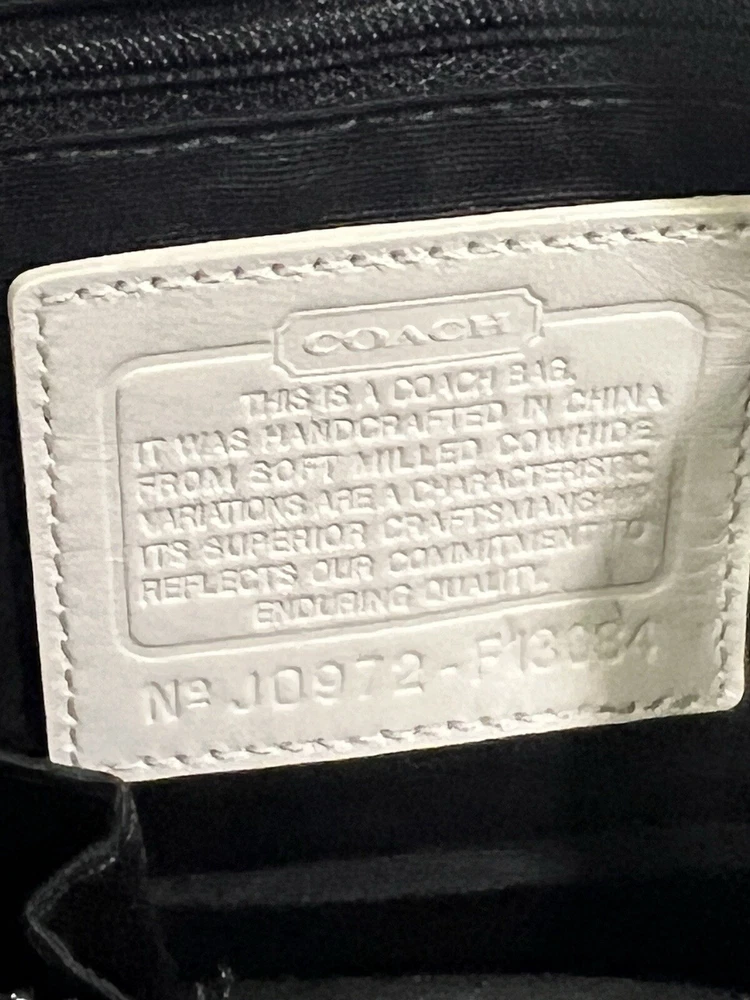 COACH
THIS IS A COACH BAG.
IT WAS HANDCRAFTED IN CHINA
FROM SOFT MILLED COWHIDE.
VARIATIONS ARE A CHARACTERISTIC
ITS SUPERIOR CRAFTSMANSHIP
REFLECTS OUR COMMITMENT TO
ENDURING QUALITY.
Nº J0972-F13084